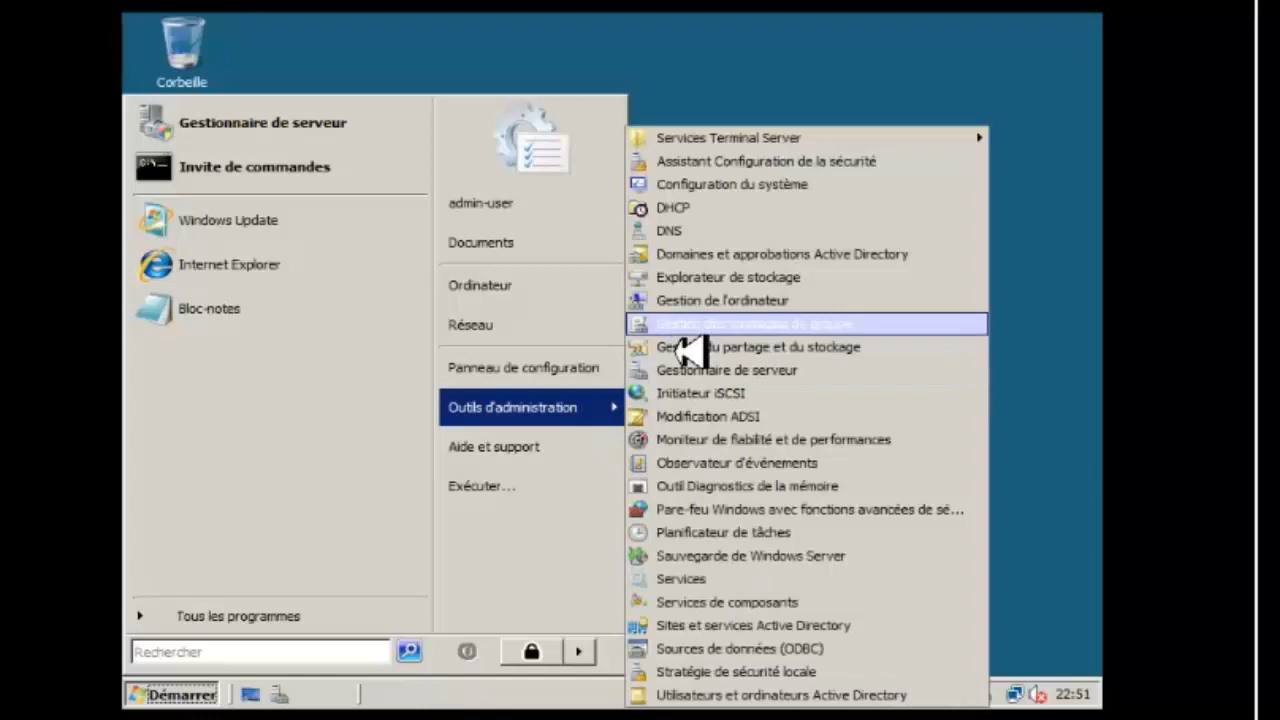 Corbeille
Gestionnaire de serveur
Invite de commandes
Windows Update
Internet Explorer
Bloc-notes
Tous les programmes
Rechercher
admin-user
Documents
Ordinateur
Réseau
Panneau de configuration
Outils d'administration
Aide et support
Exécuter...
Services Terminal Server
Assistant Configuration de la sécurité
Configuration du système
DHCP
DNS
Domaines et approbations Active Directory
Explorateur de stockage
Gestion de l'ordinateur
Gestion des stratégies de groupe
du partage et du stockage
Gestionnaire de serveur
Initiateur iSCSI
Modification ADSI
Moniteur de fiabilité et de performances
Observateur d'événements
Outil Diagnostics de la mémoire
Pare-feu Windows avec fonctions avancées de sé...
Planificateur de tâches
Sauvegarde de Windows Server
Services
Services de composants
Sites et services Active Directory
Sources de données (ODBC)
Stratégie de sécurité locale
Utilisateurs et ordinateurs Active Directory
Démarrer
22:51